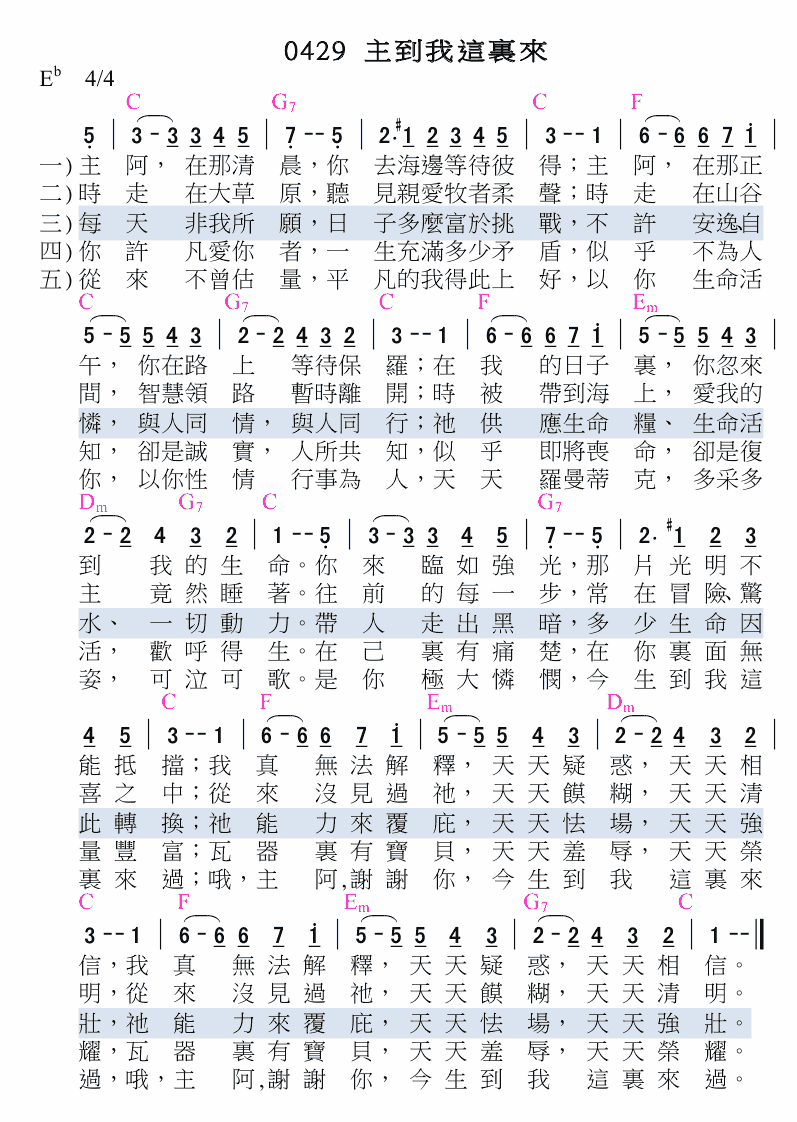 0429 主到我這裏來
E♭ 4/4
C G7 C F
5̣ | 3 - 3 3 4 5 | 7̣ -- 5̣ | 2· #1 2 3 4 5 | 3 -- 1 | 6 - 6 6 7 i |
一)主 阿，在那清 晨，你 去海邊等待彼 得；主 阿，在那正
二)時 走 在大草 原，聽 見親愛牧者柔 聲；時 走 在山谷
三)每 天 非我所 願，日 子多麼富於挑 戰，不 許 安逸、自
四)你 許 凡愛你 者，一 生充滿多少矛 盾，似 乎 不為人
五)從 來 不曾估 量，平 凡的我得此上 好，以 你 生命活
C G7 C F Em
5 - 5 5 4 3 | 2 - 2 4 3 2 | 3 -- 1 | 6 - 6 6 7 i | 5 - 5 5 4 3 |
午，你在路 上 等待保 羅；在 我 的日子 裏，你忽來
間，智慧領 路 暫時離 開；時 被 帶到海 上，愛我的
憐，與人同 情，與人同 行；祂 供 應生命 糧、生命活
知，卻是誠 實，人所共 知，似 乎 即將喪 命，卻是復
你，以你性 情 行事為 人，天 天 羅曼蒂 克，多采多
Dm G7 C G7
2 - 2 4 3 2 | 1 -- 5̣ | 3 - 3 3 4 5 | 7̣ -- 5̣ | 2· #1 2 3
到 我 的 生 命。你 來 臨 如 強 光，那 片 光 明 不
主 竟 然 睡 著。往 前 的 每 一 步，常 在 冒 險、驚
水、一 切 動 力。帶 人 走 出 黑 暗，多 少 生 命 因
活，歡 呼 得 生。在 己 裏 有 痛 楚，在 你 裏 面 無
姿，可 泣 可 歌。是 你 極 大 憐 憫，今 生 到 我 這
C F Em Dm
4 5 | 3 -- 1 | 6 - 6 6 7 i | 5 - 5 5 4 3 | 2 - 2 4 3 2 |
能 抵 擋；我 真 無 法 解 釋，天 天 疑 惑，天 天 相
喜 之 中；從 來 沒 見 過 祂，天 天 饃 糊，天 天 清
此 轉 換；祂 能 力 來 覆 庇，天 天 怯 場，天 天 強
量 豐 富；瓦 器 裏 有 寶 貝，天 天 羞 辱，天 天 榮
裏 來 過；哦，主 阿,謝 謝 你，今 生 到 我 這 裏 來
C F Em G7 C
3 -- 1 | 6 - 6 6 7 i | 5 - 5 5 4 3 | 2 - 2 4 3 2 | 1 -- ‖
信，我 真 無 法 解 釋，天 天 疑 惑，天 天 相 信。
明，從 來 沒 見 過 祂，天 天 饃 糊，天 天 清 明。
壯，祂 能 力 來 覆 庇，天 天 怯 場，天 天 強 壯。
耀，瓦 器 裏 有 寶 貝，天 天 羞 辱，天 天 榮 耀。
過，哦，主 阿,謝 謝 你，今 生 到 我 這 裏 來 過。